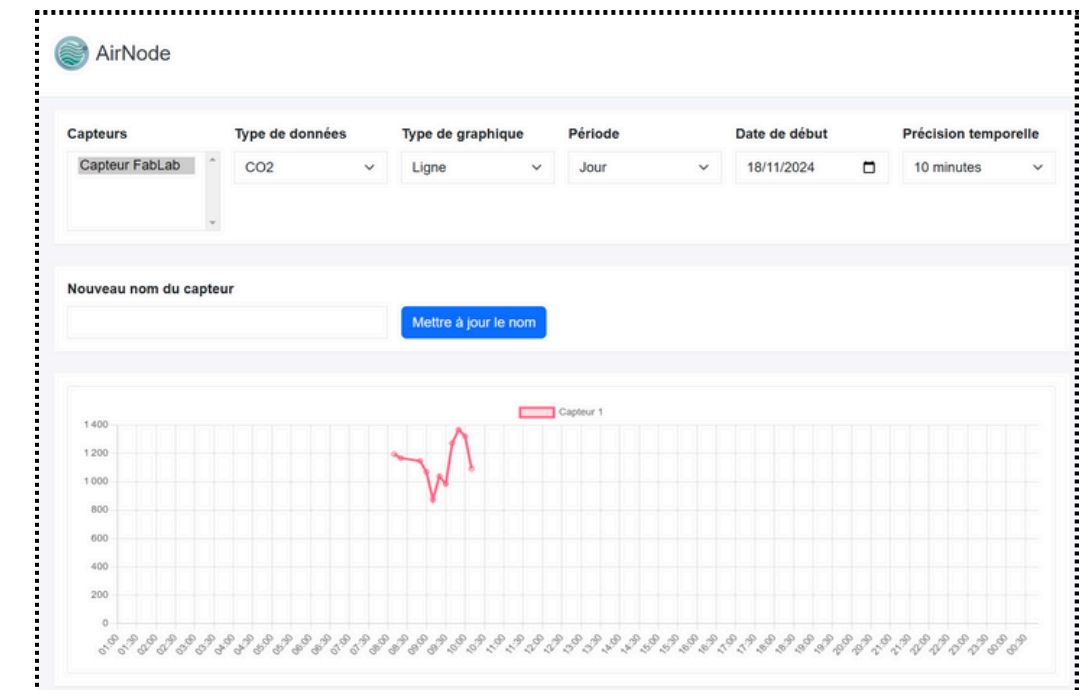 AirNode
Capteurs Type de données Type de graphique Période Date de début Précision temporelle
Capteur FabLab CO2 Ligne Jour 18/11/2024 10 minutes
Nouveau nom du capteur
Mettre à jour le nom
Capteur 1
1 400
1 200
1 000
800
600
400
200
0
01:00 01:30 02:00 02:30 03:00 03:30 04:00 04:30 05:00 05:30 06:00 06:30 07:00 07:30 08:00 08:30 09:00 09:30 10:00 10:30 11:00 11:30 12:00 12:30 13:00 13:30 14:00 14:30 15:00 15:30 16:00 16:30 17:00 17:30 18:00 18:30 19:00 19:30 20:00 20:30 21:00 21:30 22:00 22:30 23:00 23:30 00:00 00:30